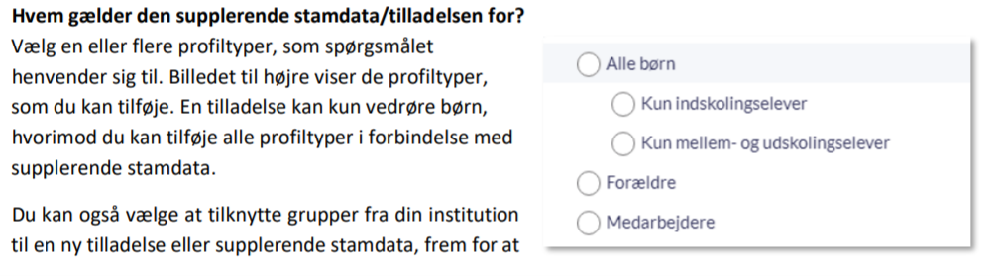 Hvem gælder den supplerende stamdata/tilladelsen for?
Vælg en eller flere profiltyper, som spørgsmålet
henvender sig til. Billedet til højre viser de profiltyper,
som du kan tilføje. En tilladelse kan kun vedrøre børn,
hvorimod du kan tilføje alle profiltyper i forbindelse med
supplerende stamdata.
Du kan også vælge at tilknytte grupper fra din institution
til en ny tilladelse eller supplerende stamdata, frem for at
Alle børn
Kun indskolingselever
Kun mellem- og udskolingselever
Forældre
Medarbejdere